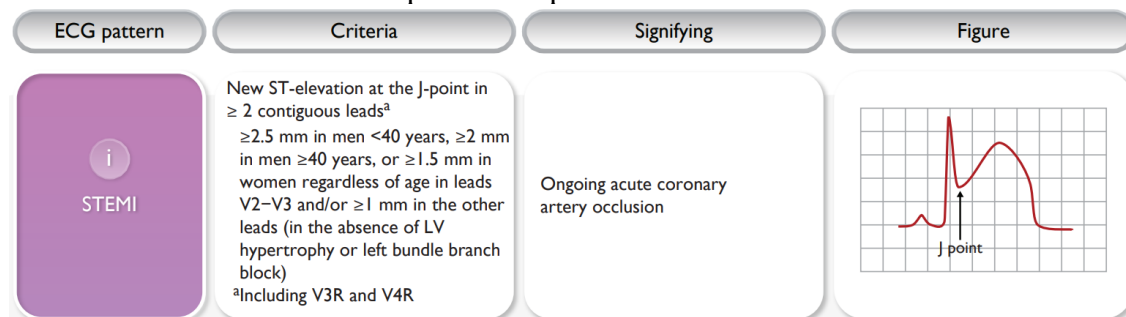 ECG pattern
Criteria
Signifying
Figure
i
STEMI
New ST-elevation at the J-point in
≥ 2 contiguous leadsᵃ
≥2.5 mm in men <40 years, ≥2 mm
in men ≥40 years, or ≥1.5 mm in
women regardless of age in leads
V2−V3 and/or ≥1 mm in the other
leads (in the absence of LV
hypertrophy or left bundle branch
block)
ᵃIncluding V3R and V4R
Ongoing acute coronary
artery occlusion
J point